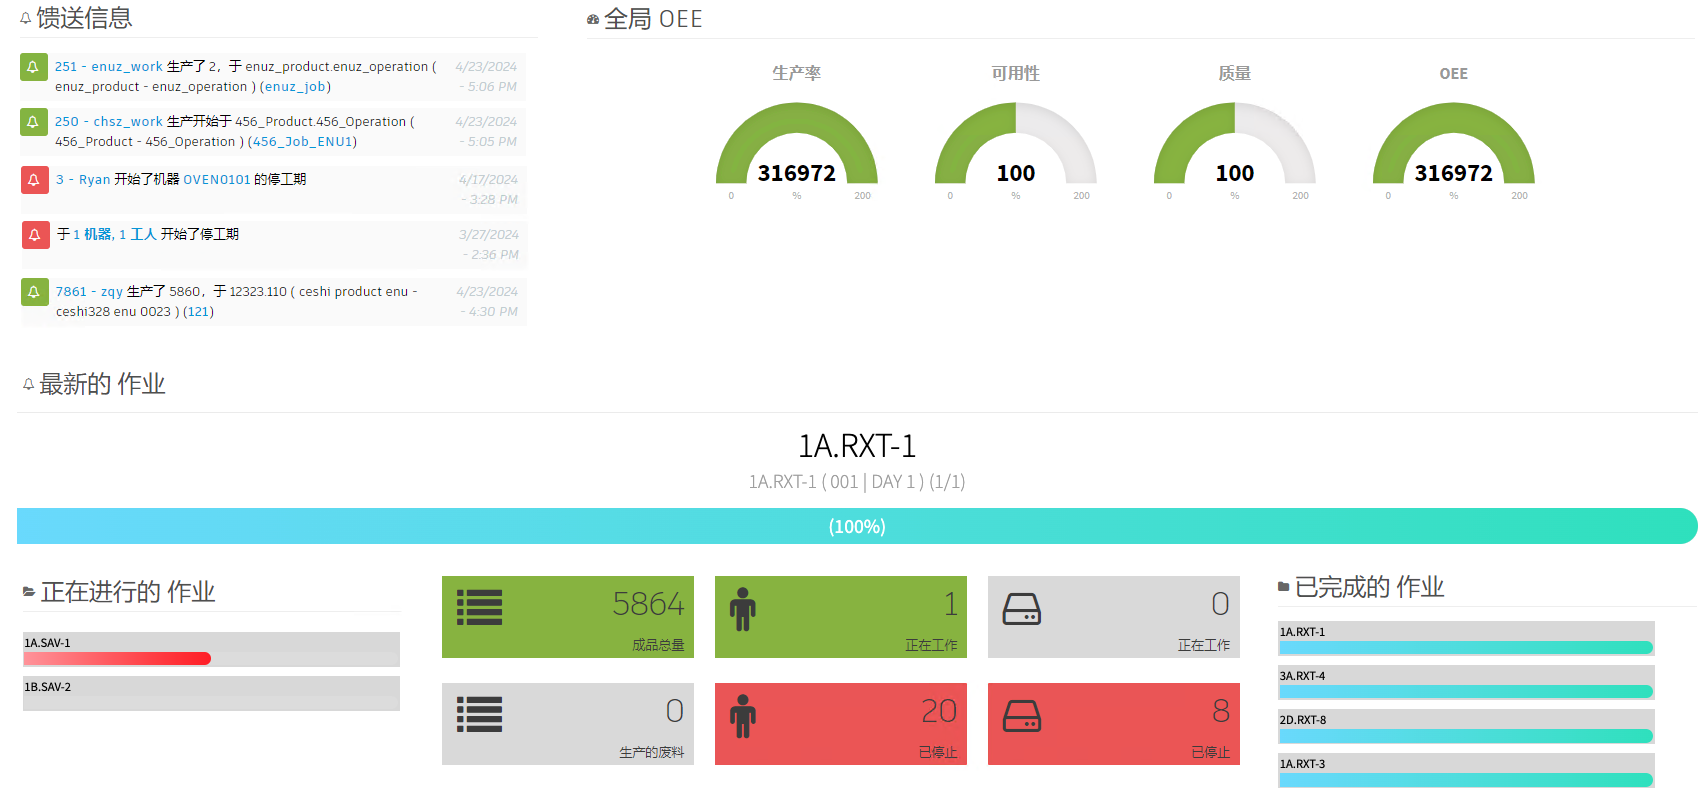 馈送信息
251 - enuz_work 生产了 2，于 enuz_product.enuz_operation (
enuz_product - enuz_operation ) (enuz_job)
4/23/2024
- 5:06 PM
250 - chsz_work 生产开始于 456_Product.456_Operation (
456_Product - 456_Operation ) (456_Job_ENU1)
4/23/2024
- 5:05 PM
3 - Ryan 开始了机器 OVEN0101 的停工期
4/17/2024
- 3:28 PM
于 1 机器, 1 工人 开始了停工期
3/27/2024
- 2:36 PM
7861 - zqy 生产了 5860，于 12323.110 ( ceshi product enu -
ceshi328 enu 0023 ) (121)
4/23/2024
- 4:30 PM
全局 OEE
生产率
316972
0 % 200
可用性
100
0 % 200
质量
100
0 % 200
OEE
316972
0 % 200
最新的 作业
1A.RXT-1
1A.RXT-1 ( 001 | DAY 1 ) (1/1)
(100%)
正在进行的 作业
1A.SAV-1
1B.SAV-2
5864
成品总量
1
正在工作
0
正在工作
0
生产的废料
20
已停止
8
已停止
已完成的 作业
1A.RXT-1
3A.RXT-4
2D.RXT-8
1A.RXT-3